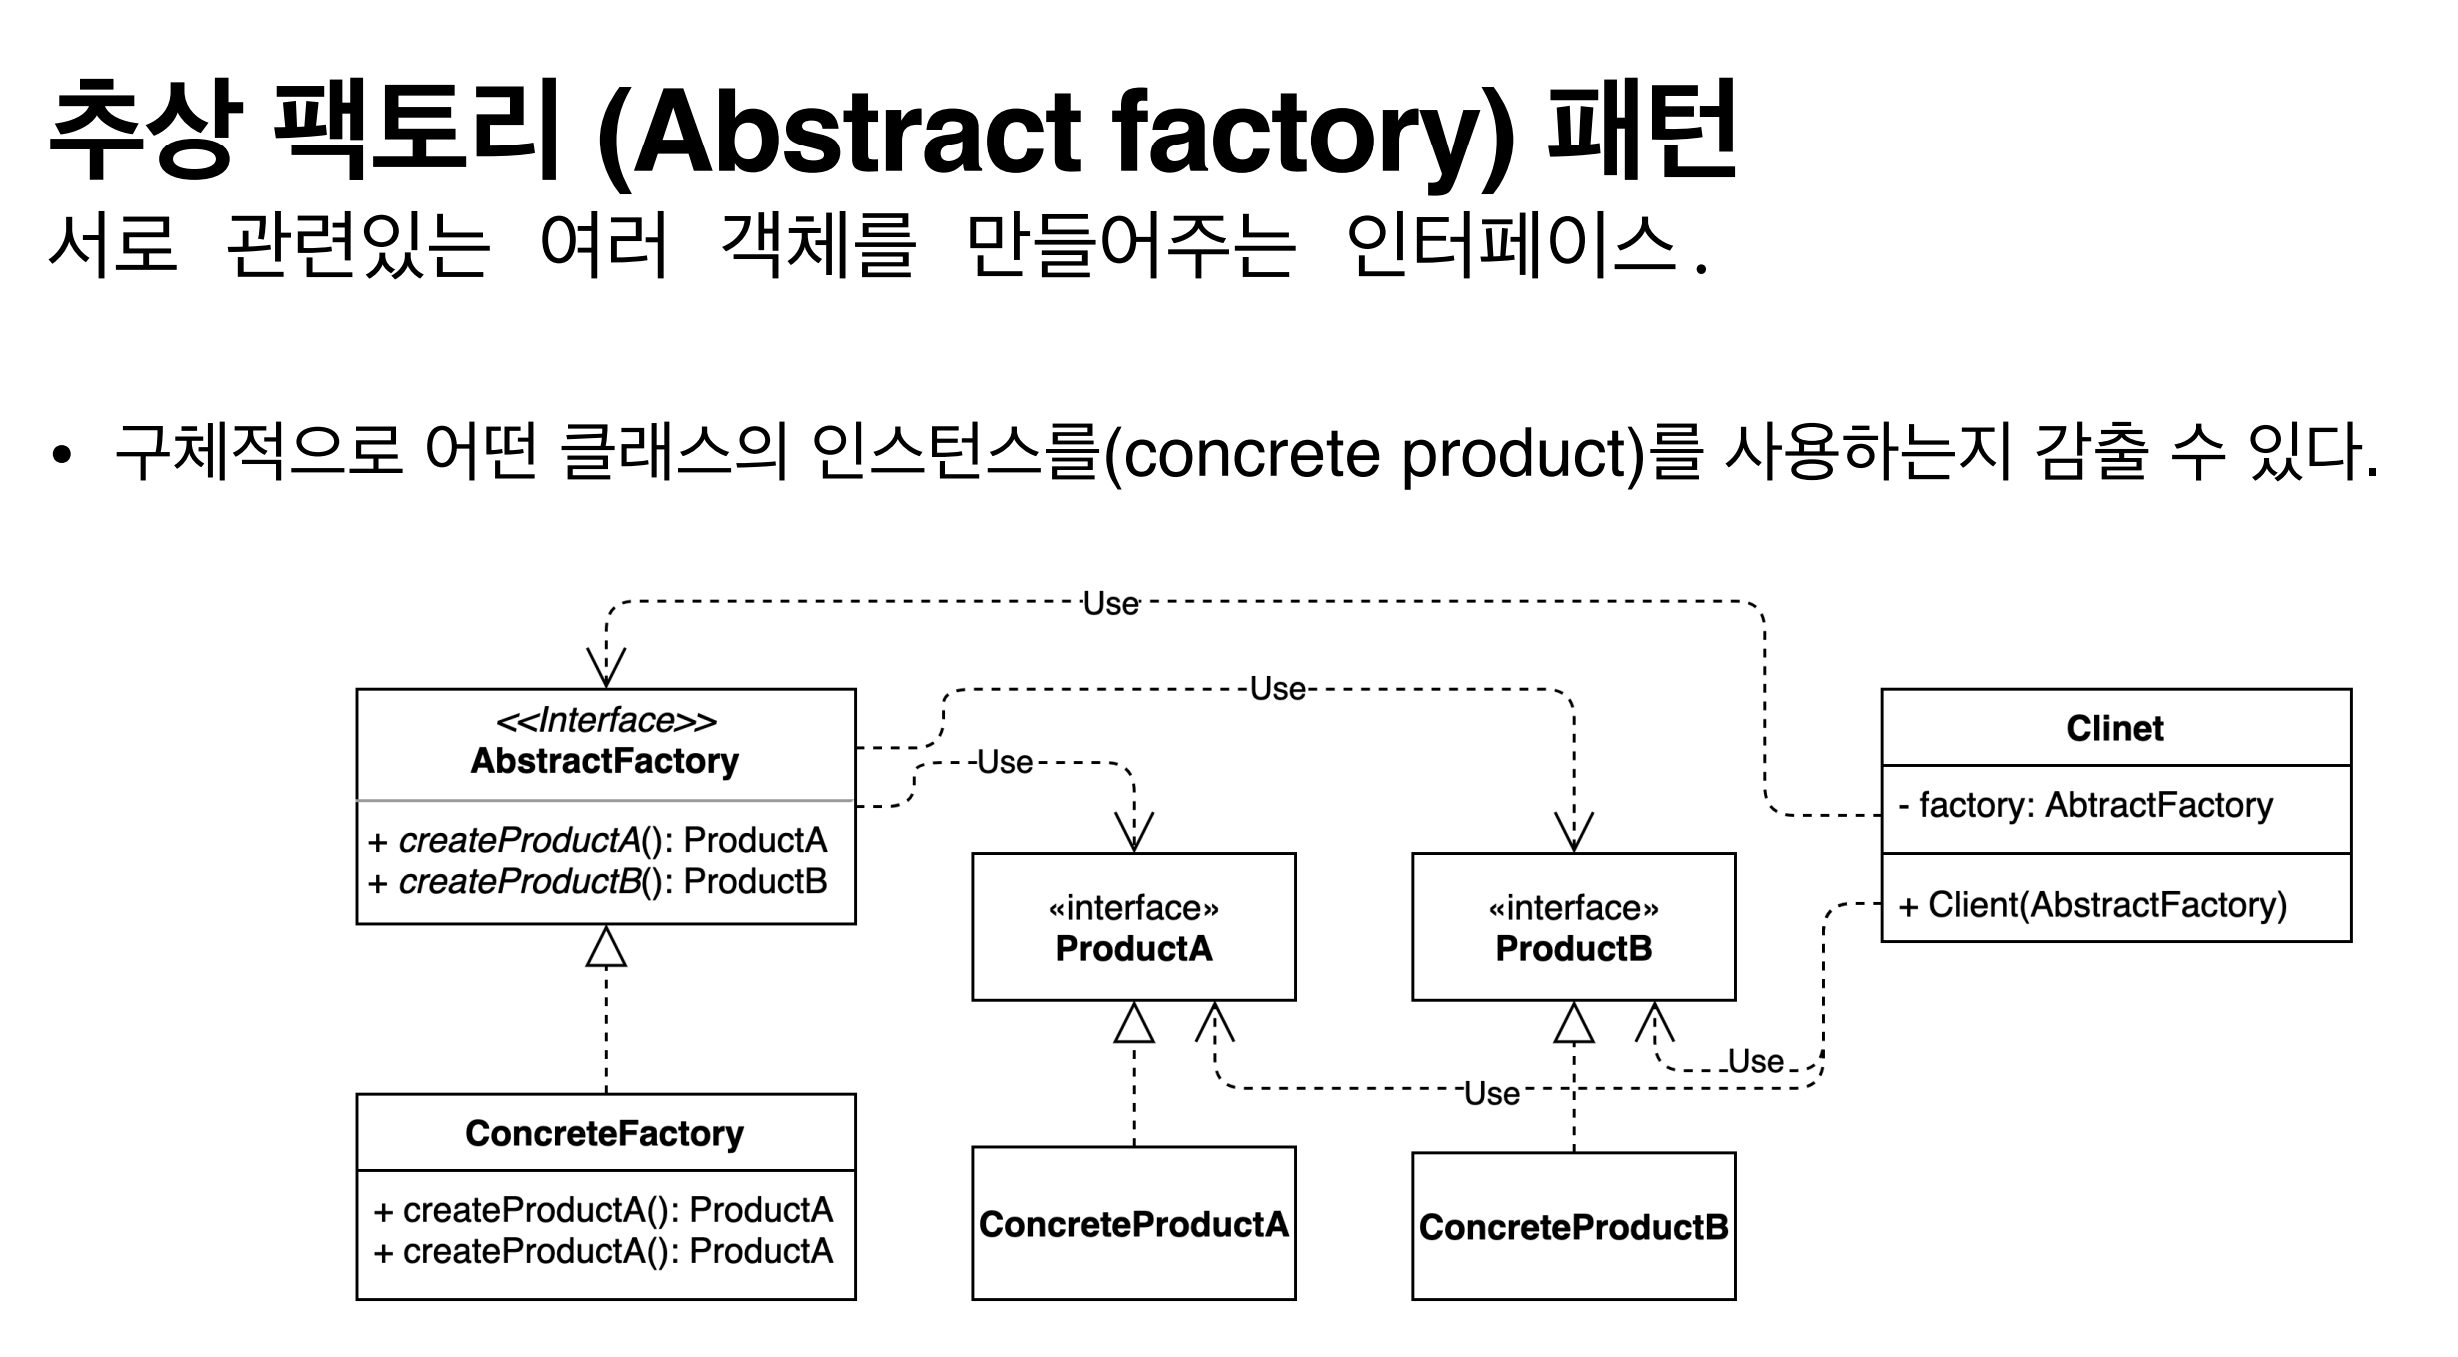 추상 팩토리 (Abstract factory) 패턴
서로 관련있는 여러 객체를 만들어주는 인터페이스.
• 구체적으로 어떤 클래스의 인스턴스를(concrete product)를 사용하는지 감출 수 있다.
Use
<<Interface>>
AbstractFactory
+ createProductA(): ProductA
+ createProductB(): ProductB
Use
Use
Clinet
- factory: AbtractFactory
+ Client(AbstractFactory)
«interface»
ProductA
«interface»
ProductB
Use
Use
ConcreteFactory
+ createProductA(): ProductA
+ createProductA(): ProductA
ConcreteProductA
ConcreteProductB